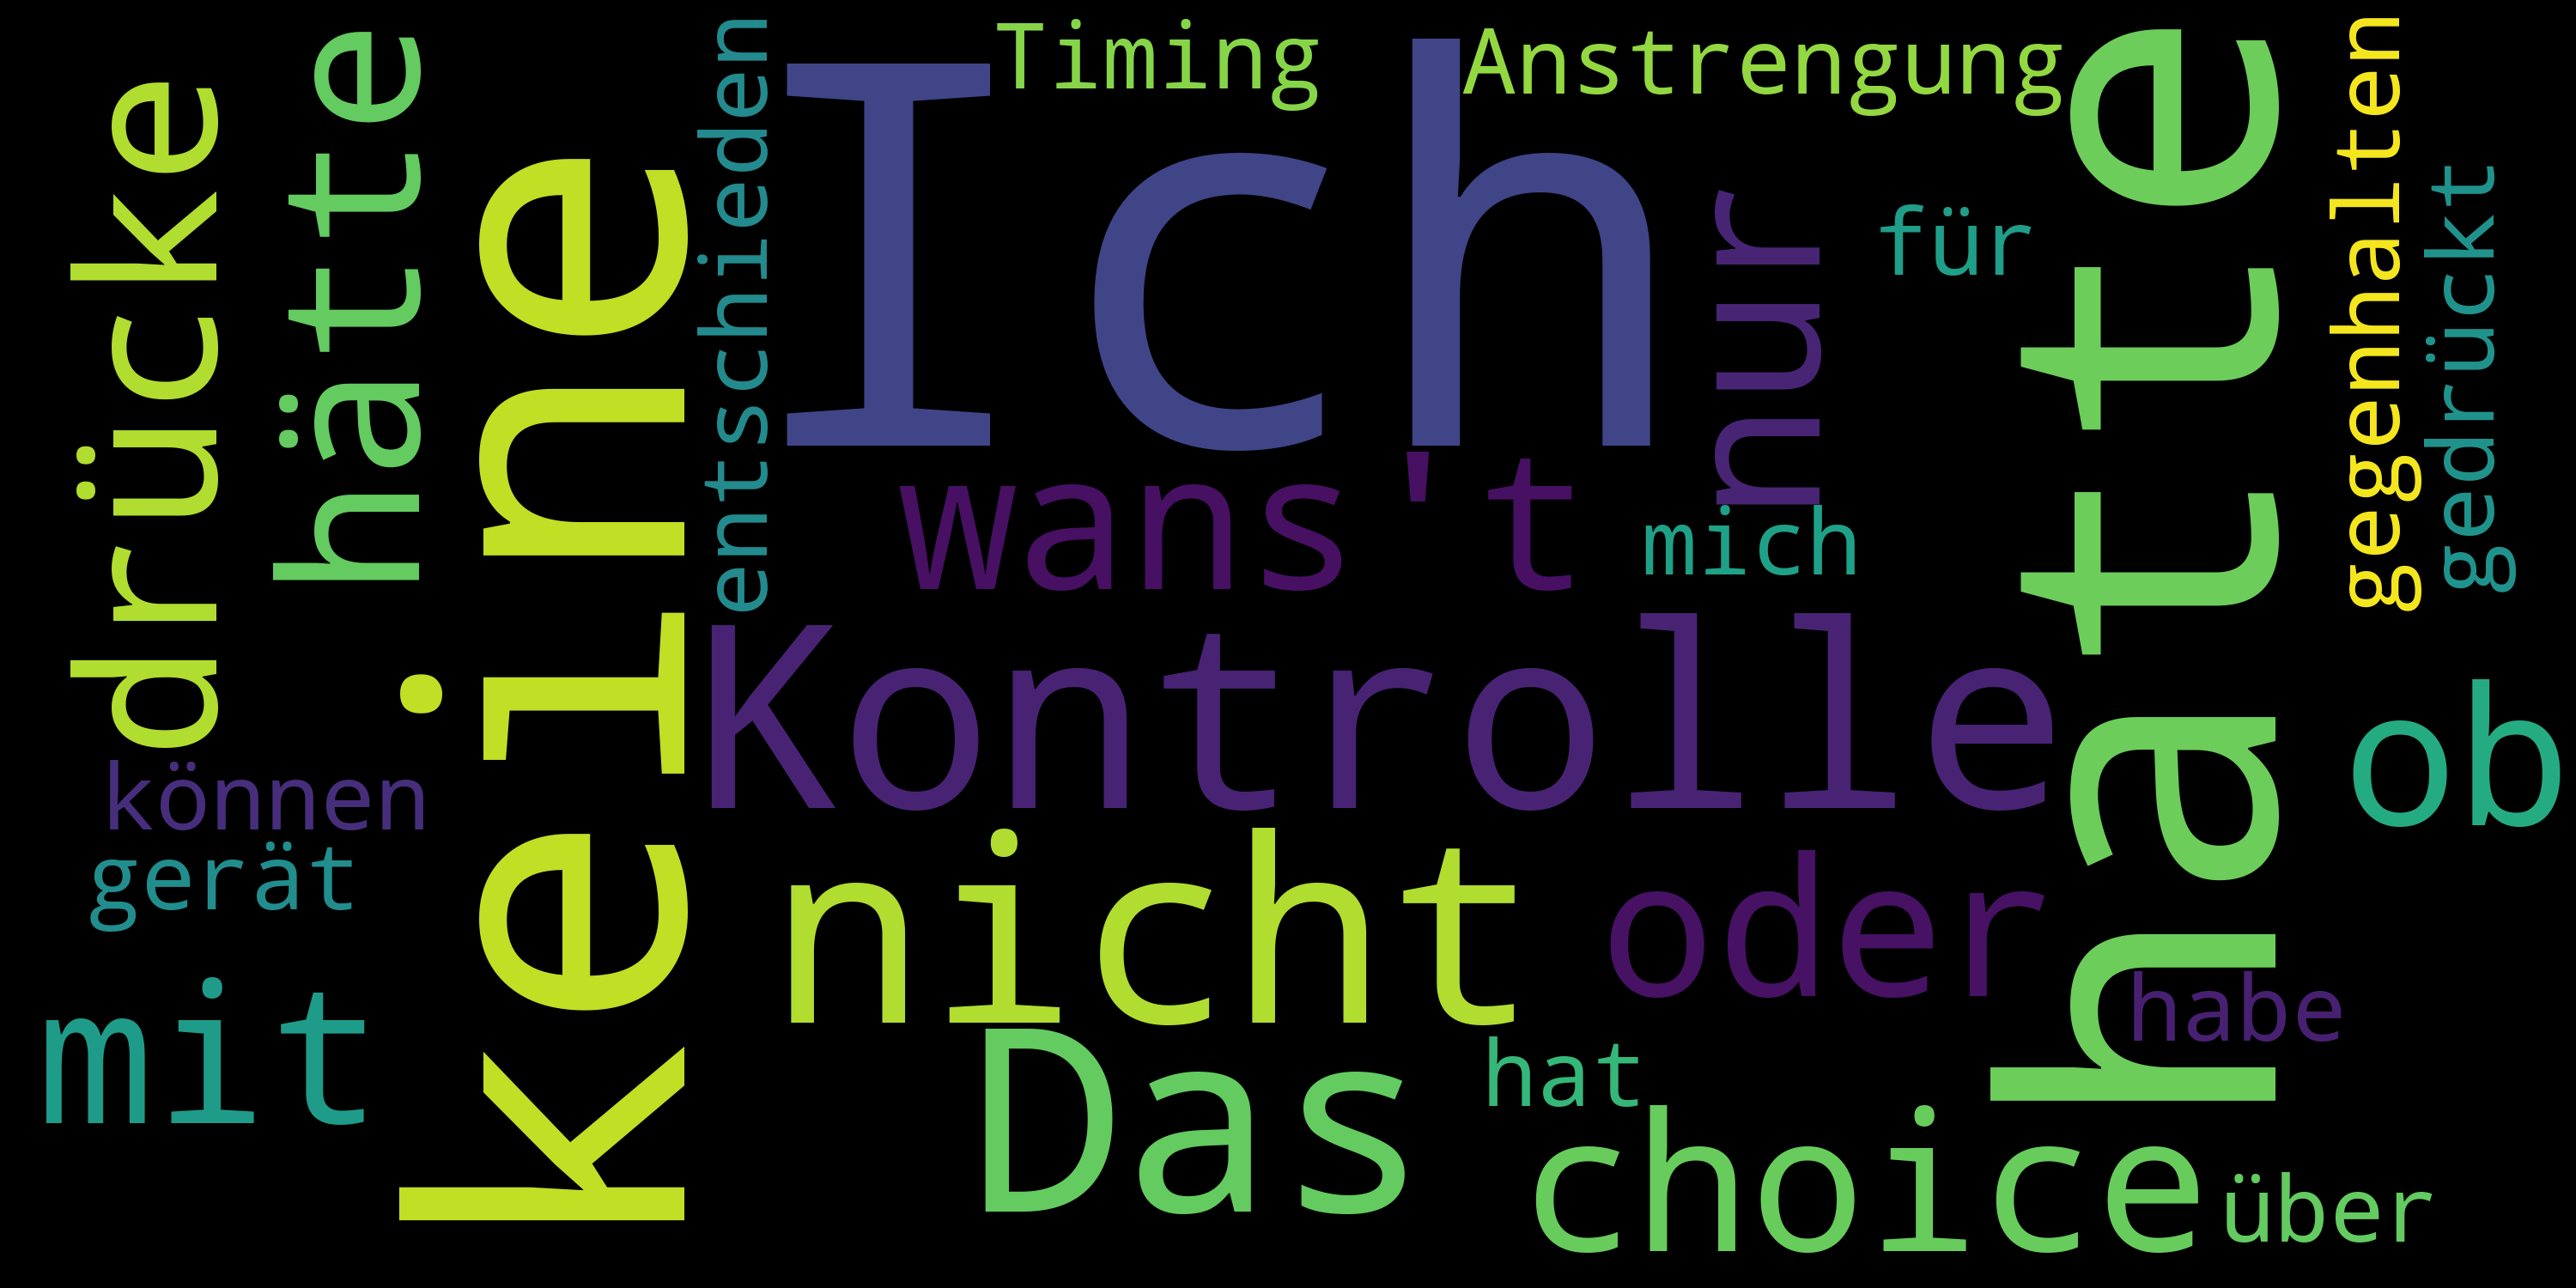 drücke
hätte
keine
entschieden
Ich
Timing
Anstrengung
nur
für
hatte
gegenhalten
gedrückt
wans't
mich
Kontrolle
ob
können
gerät
nicht
oder
habe
mit
Das
hat
choice
über